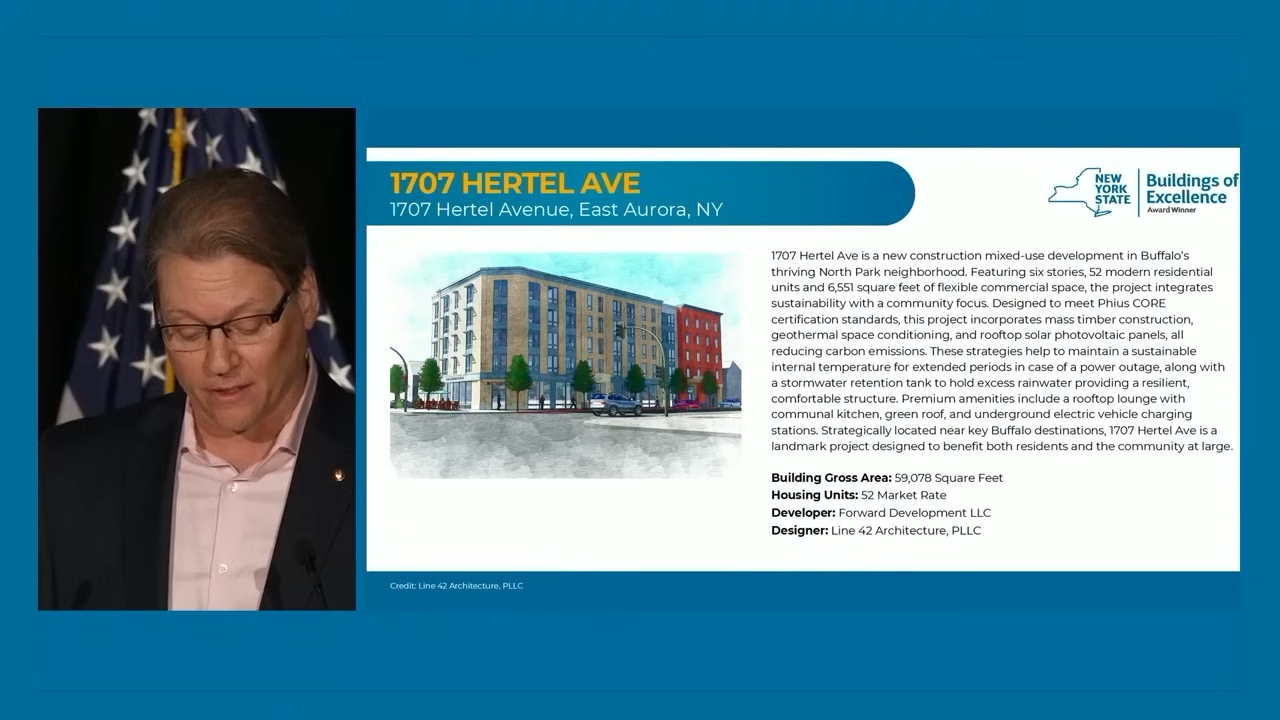 1707 HERTEL AVE
1707 Hertel Avenue, East Aurora, NY
NEW
YORK
STATE
Buildings of
Excellence
Award Winner
1707 Hertel Ave is a new construction mixed-use development in Buffalo's
thriving North Park neighborhood. Featuring six stories, 52 modern residential
units and 6,551 square feet of flexible commercial space, the project integrates
sustainability with a community focus. Designed to meet Phius CORE
certification standards, this project incorporates mass timber construction,
geothermal space conditioning, and rooftop solar photovoltaic panels, all
reducing carbon emissions. These strategies help to maintain a sustainable
internal temperature for extended periods in case of a power outage, along with
a stormwater retention tank to hold excess rainwater providing a resilient,
comfortable structure. Premium amenities include a rooftop lounge with
communal kitchen, green roof, and underground electric vehicle charging
stations. Strategically located near key Buffalo destinations, 1707 Hertel Ave is a
landmark project designed to benefit both residents and the community at large.
Building Gross Area: 59,078 Square Feet
Housing Units: 52 Market Rate
Developer: Forward Development LLC
Designer: Line 42 Architecture, PLLC
Credit: Line 42 Architecture, PLLC